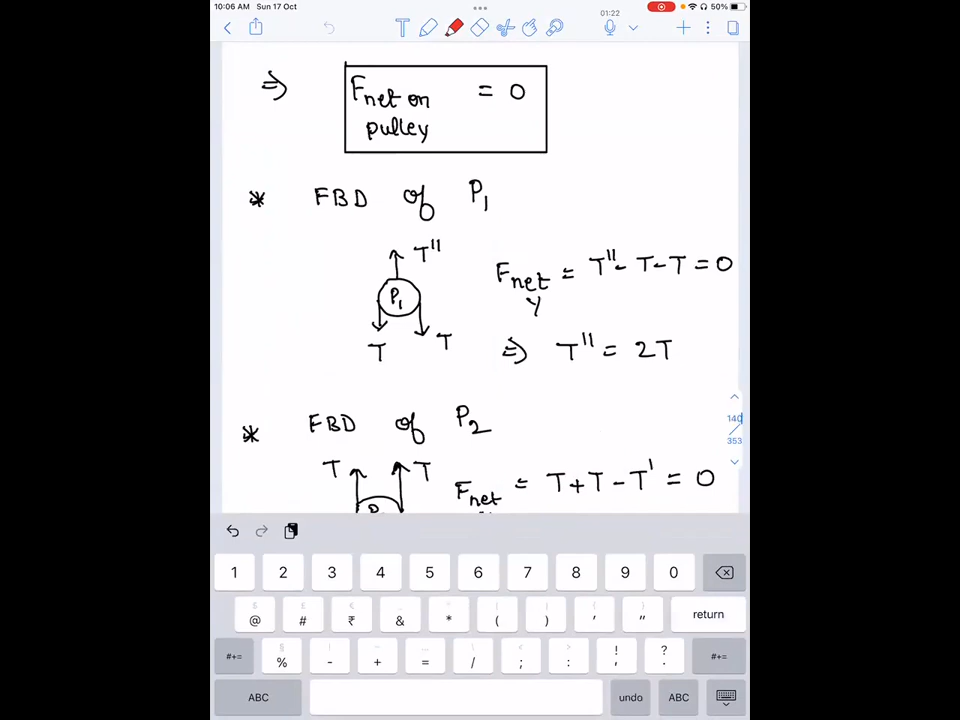 10:06 AM Sun 17 Oct
50%
01:22
T
⇒ Fnet on pulley = 0
* FBD of P1
T"
P1
T T
Fnet y = T" - T - T = 0
⇒ T" = 2T
* FBD of P2
T T
Fnet = T + T - T' = 0
140
353
1 2 3 4 5 6 7 8 9 0
@ # ₹ & * ( ) ' " return
#+= % - + = / ; : ! , ? . #+=
ABC undo ABC